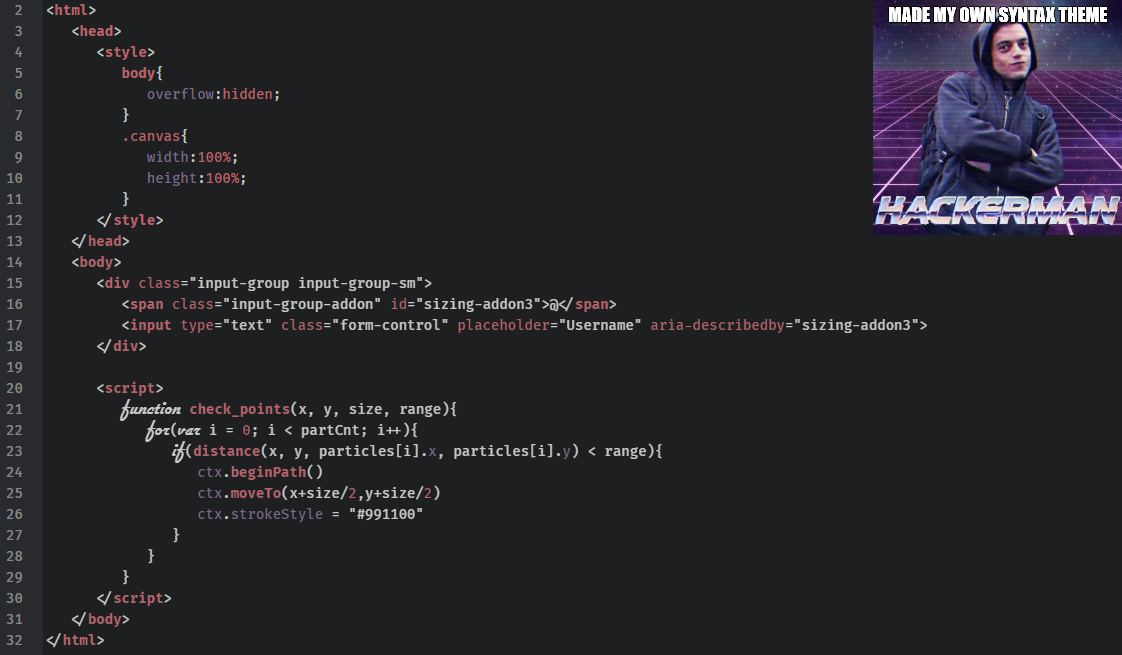 2 <html>
3 <head>
4 <style>
5 body{
6 overflow:hidden;
7 }
8 .canvas{
9 width:100%;
10 height:100%;
11 }
12 </style>
13 </head>
14 <body>
15 <div class="input-group input-group-sm">
16 <span class="input-group-addon" id="sizing-addon3">@</span>
17 <input type="text" class="form-control" placeholder="Username" aria-describedby="sizing-addon3">
18 </div>
19
20 <script>
21 function check_points(x, y, size, range){
22 for(var i = 0; i < partCnt; i++){
23 if(distance(x, y, particles[i].x, particles[i].y) < range){
24 ctx.beginPath()
25 ctx.moveTo(x+size/2,y+size/2)
26 ctx.strokeStyle = "#991100"
27 }
28 }
29 }
30 </script>
31 </body>
32 </html>
MADE MY OWN SYNTAX THEME
HACKERMAN